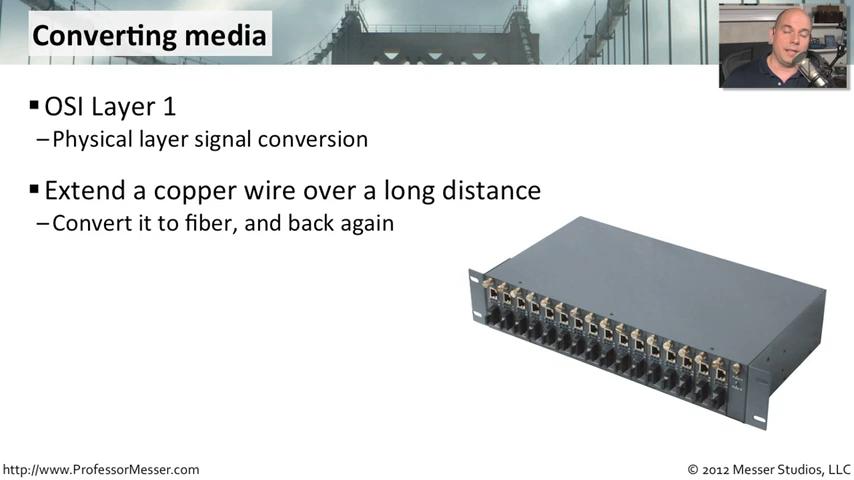 Converting media
▪OSI Layer 1
–Physical layer signal conversion
▪Extend a copper wire over a long distance
–Convert it to fiber, and back again
http://www.ProfessorMesser.com
© 2012 Messer Studios, LLC